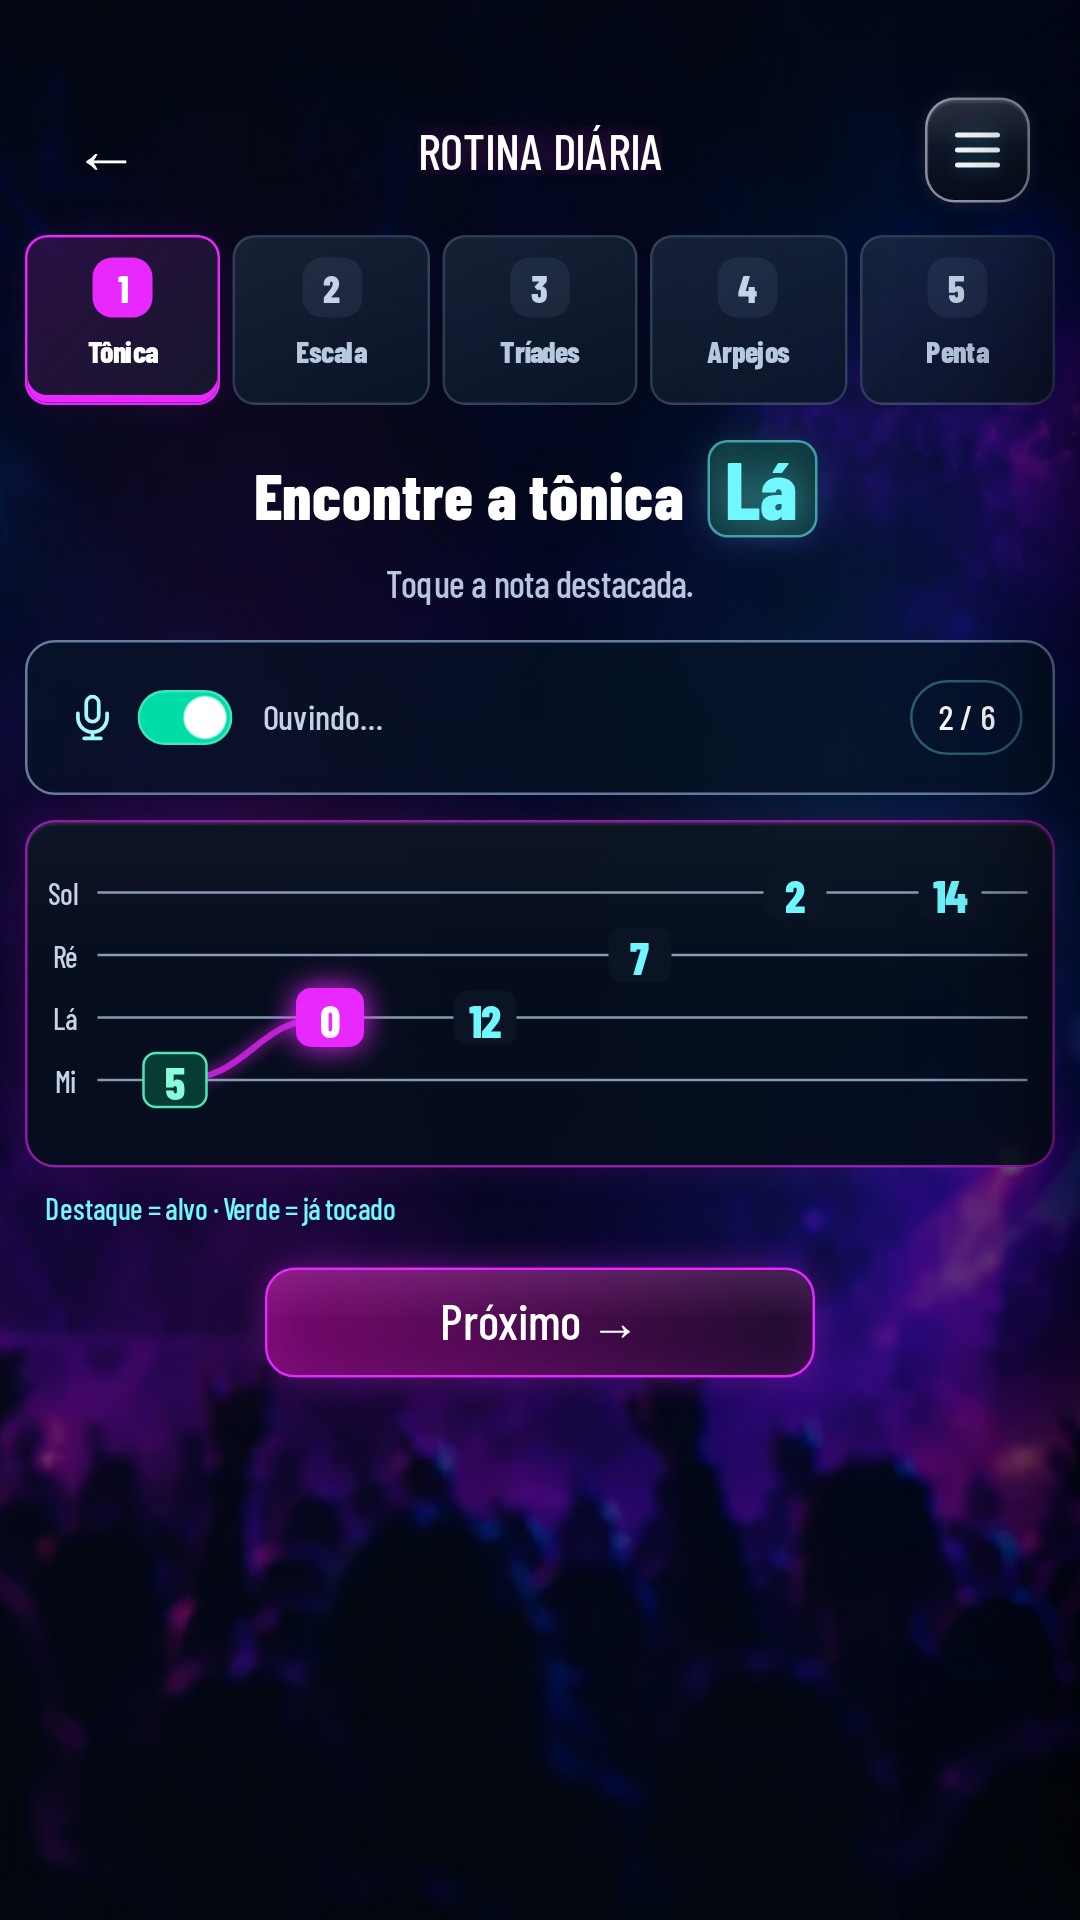 ←
ROTINA DIÁRIA
1
Tônica
2
Escala
3
Tríades
4
Arpejos
5
Penta
Encontre a tônica Lá
Toque a nota destacada.
Ouvindo...
2 / 6
Sol 2 14
Ré 7
Lá 0 12
Mi 5
Destaque = alvo · Verde = já tocado
Próximo →